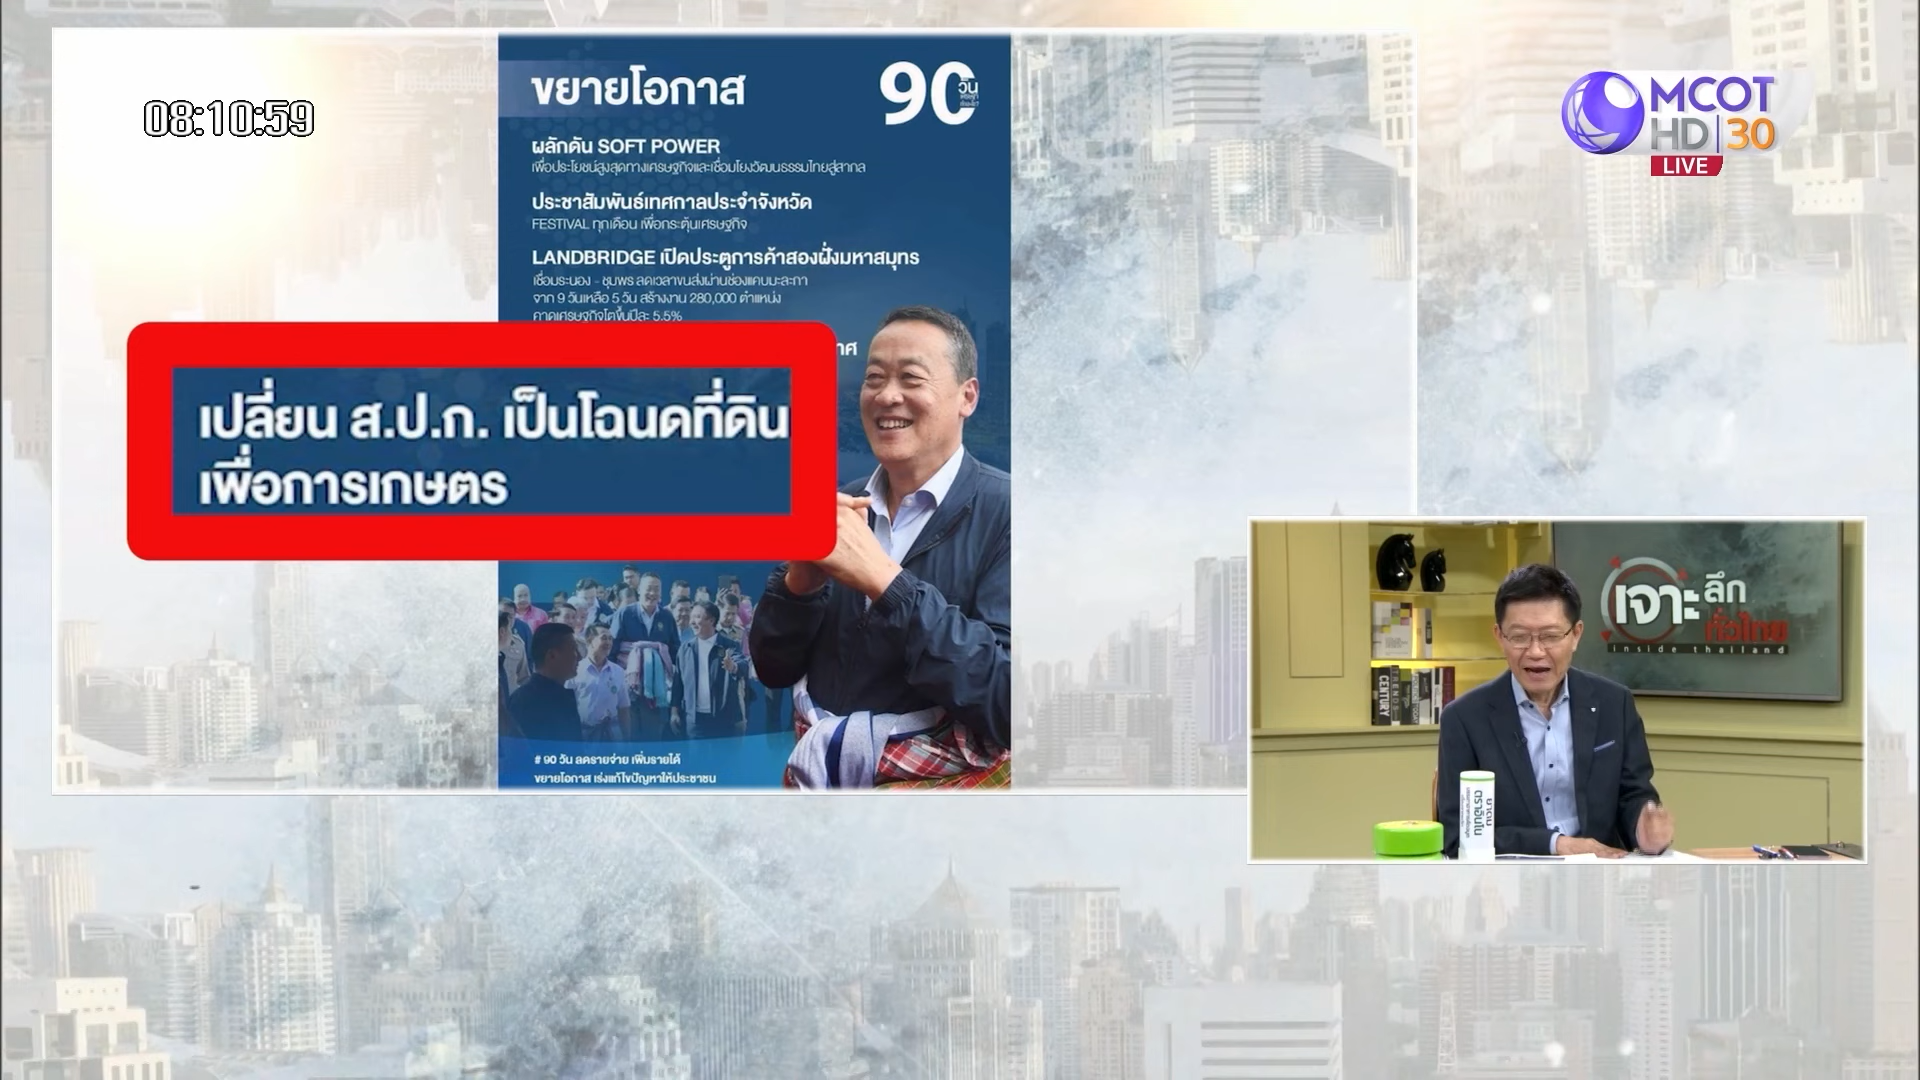 08:10:59
ขยายโอกาส
90
วัน
ผลักดัน SOFT POWER
เพื่อประโยชน์สูงสุดทางเศรษฐกิจและเชื่อมโยงวัฒนธรรมไทยสู่สากล
ประชาสัมพันธ์เทศกาลประจำจังหวัด
FESTIVAL ทุกเดือน เพื่อกระตุ้นเศรษฐกิจ
LANDBRIDGE เปิดประตูการค้าสองฝั่งมหาสมุทร
เชื่อมระนอง - ชุมพร ลดเวลาขนส่งผ่านช่องแคบมะละกา
จาก 9 วันเหลือ 5 วัน สร้างงาน 280,000 ตำแหน่ง
คาดเศรษฐกิจโตขึ้นปีละ 5.5%
าศ
เปลี่ยน ส.ป.ก. เป็นโฉนดที่ดิน
เพื่อการเกษตร
# 90 วัน ลดรายจ่าย เพิ่มรายได้
ขยายโอกาส เร่งแก้ไขปัญหาให้ประชาชน
MCOT
HD 30
LIVE
เจาะลึก
ทั่วไทย
inside thailand
CENTURY
TRENDS
ยาดม
ตราอินโน